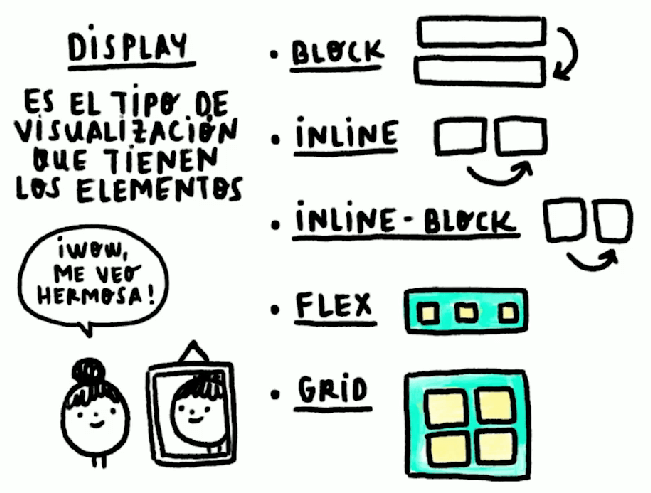 DISPLAY
ES EL TIPO DE
VISUALIZACIÓN
QUE TIENEN
LOS ELEMENTOS
¡WOW,
ME VEO
HERMOSA!
• BLOCK
• INLINE
• INLINE-BLOCK
• FLEX
• GRID